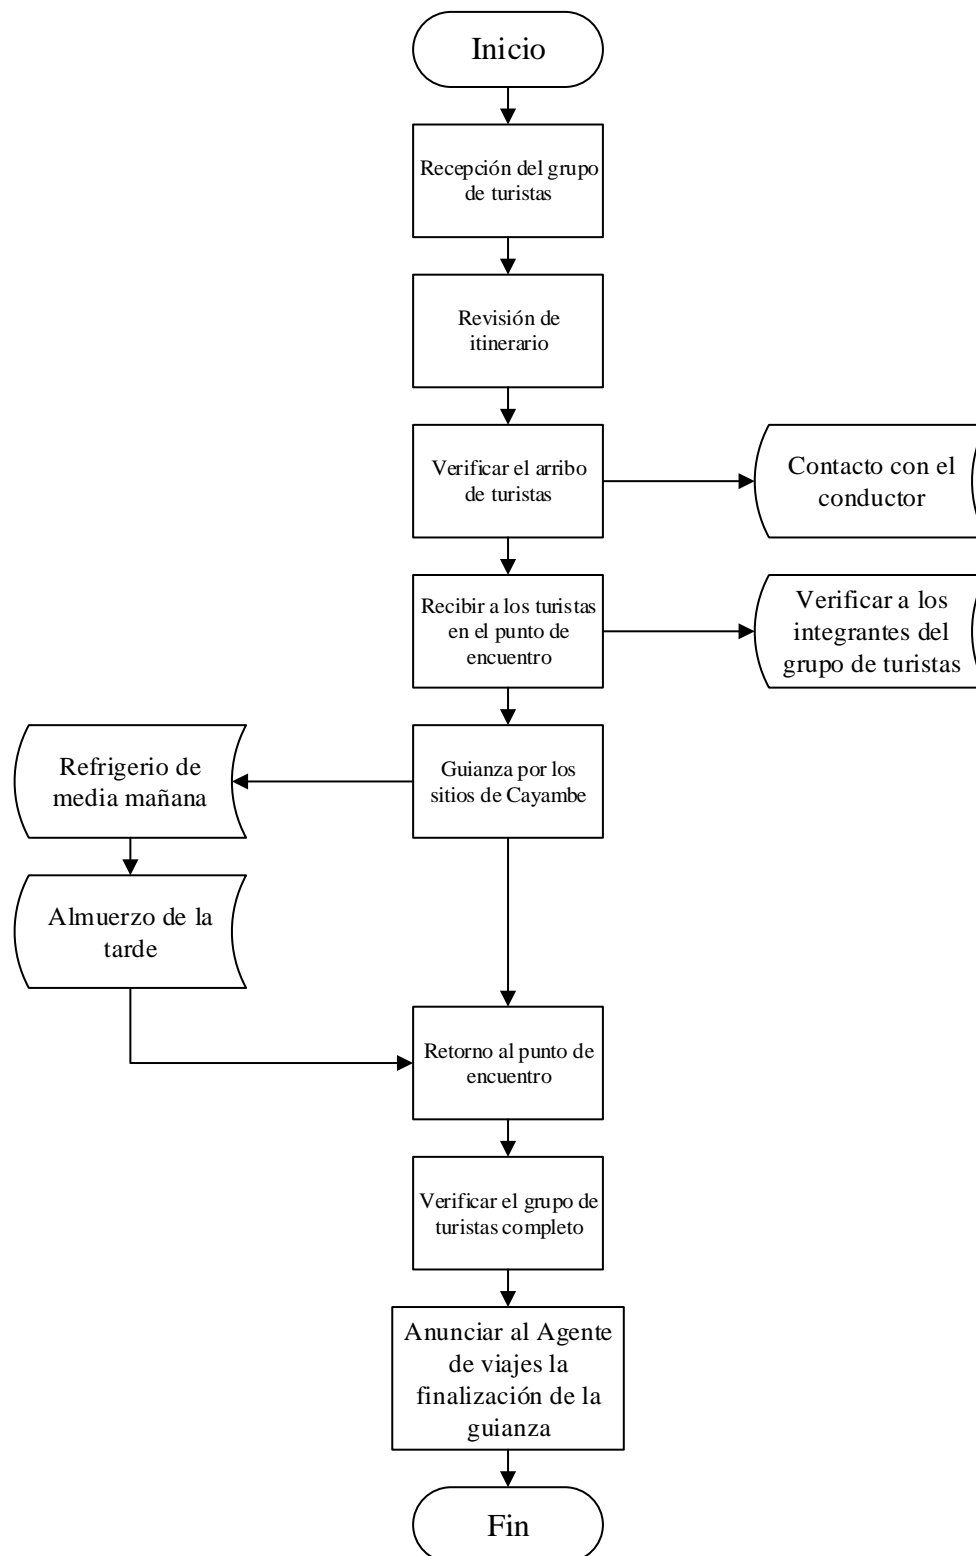 Inicio
Recepción del grupo
de turistas
Revisión de
itinerario
Verificar el arribo
de turistas
Contacto con el
conductor
Recibir a los turistas
en el punto de
encuentro
Verificar a los
integrantes del
grupo de turistas
Refrigerio de
media mañana
Guianza por los
sitios de Cayambe
Almuerzo de la
tarde
Retorno al punto de
encuentro
Verificar el grupo de
turistas completo
Anunciar al Agente
de viajes la
finalización de la
guianza
Fin